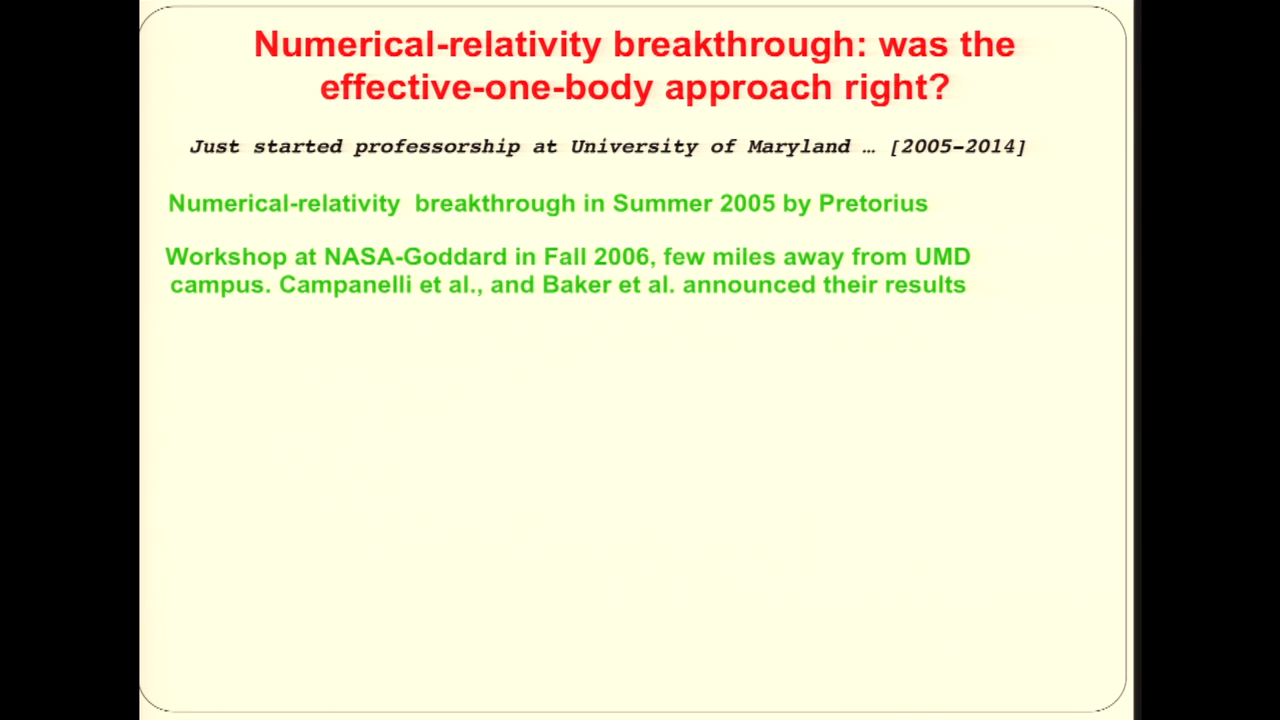 Numerical-relativity breakthrough: was the
effective-one-body approach right?
Just started professorship at University of Maryland … [2005-2014]
Numerical-relativity breakthrough in Summer 2005 by Pretorius
Workshop at NASA-Goddard in Fall 2006, few miles away from UMD
campus. Campanelli et al., and Baker et al. announced their results